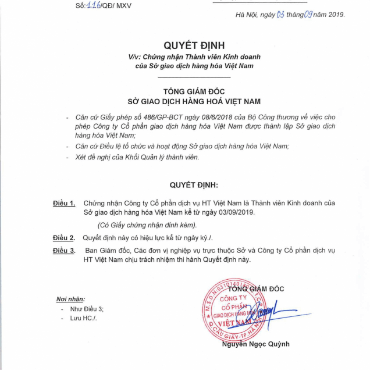 Số: 116/QĐ/ MXV
Hà Nội, ngày 03 tháng 09 năm 2019.
QUYẾT ĐỊNH
V/v: Chứng nhận Thành viên Kinh doanh
của Sở giao dịch hàng hóa Việt Nam
TỔNG GIÁM ĐỐC
SỞ GIAO DỊCH HÀNG HOÁ VIỆT NAM
- Căn cứ Giấy phép số 486/GP-BCT ngày 08/6/2018 của Bộ Công thương về việc cho
phép Công ty Cổ phần giao dịch hàng hóa Việt Nam được thành lập Sở giao dịch
hàng hóa Việt Nam;
- Căn cứ Điều lệ tổ chức và hoạt động Sở giao dịch hàng hóa Việt Nam;
- Xét đề nghị của Khối Quản lý thành viên.
QUYẾT ĐỊNH:
Điều 1. Chứng nhận Công ty Cổ phần dịch vụ HT Việt Nam là Thành viên Kinh doanh của
Sở giao dịch hàng hóa Việt Nam kể từ ngày 03/09/2019.
(Có Giấy chứng nhận đính kèm).
Điều 2. Quyết định này có hiệu lực kể từ ngày ký./.
Điều 3. Ban Giám đốc, Các đơn vị nghiệp vụ trực thuộc Sở và Công ty Cổ phần dịch vụ
HT Việt Nam chịu trách nhiệm thi hành Quyết định này.
TỔNG GIÁM ĐỐC
Nơi nhận:
- Như Điều 3;
- Lưu HC./.
CÔNG TY
CỔ PHẦN
GIAO DỊCH HÀNG HÓA
VIỆT NAM
Nguyễn Ngọc Quỳnh